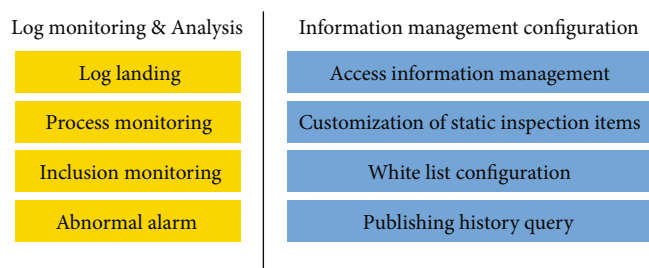 Log monitoring & Analysis
Log landing
Process monitoring
Inclusion monitoring
Abnormal alarm
Information management configuration
Access information management
Customization of static inspection items
White list configuration
Publishing history query